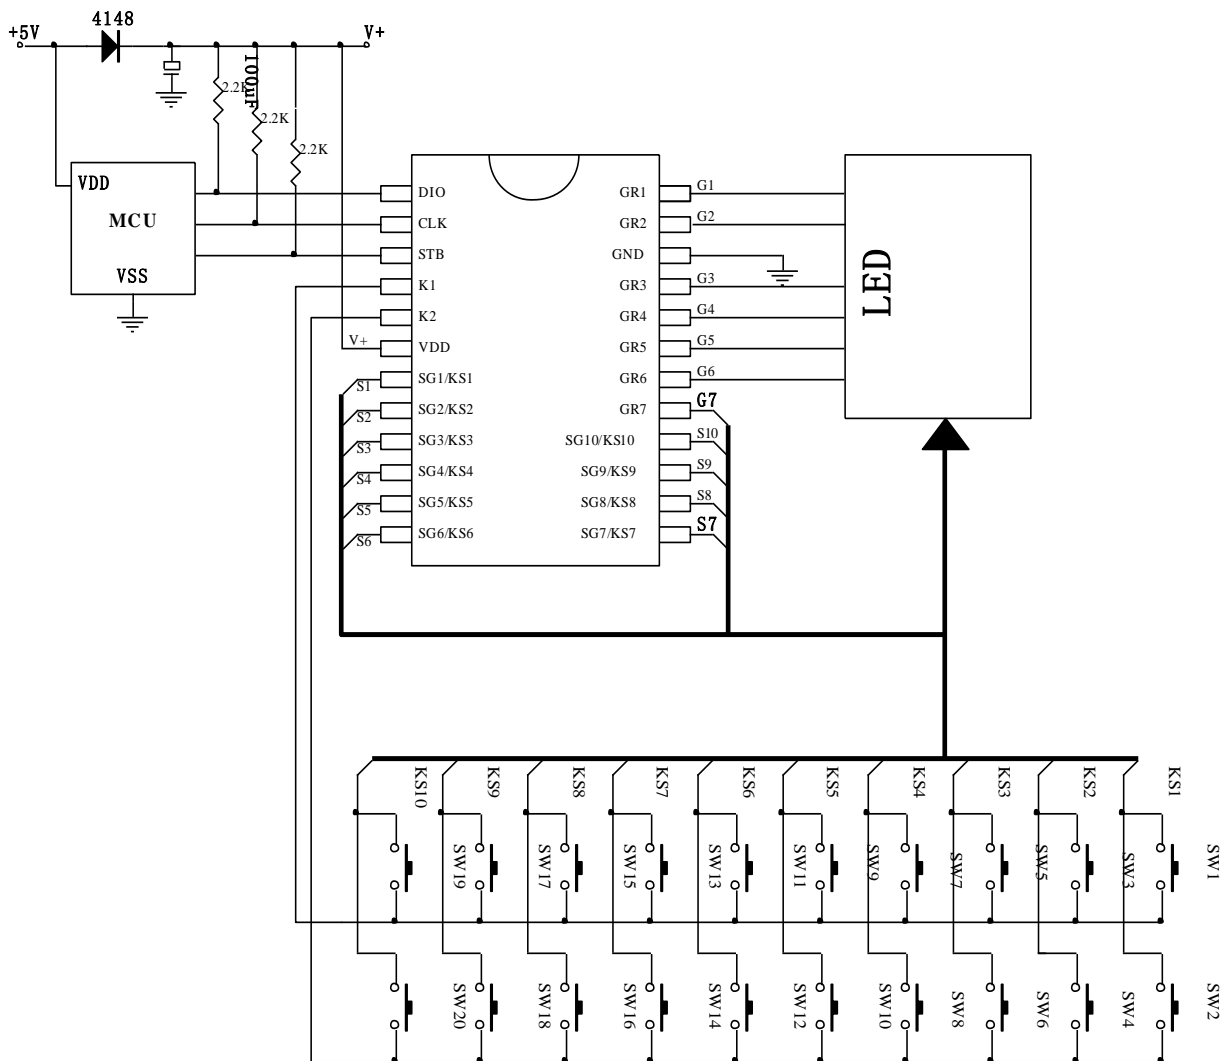 +5V
4148
V+
100uF
2.2K
2.2K
2.2K
VDD
MCU
VSS
DIO
CLK
STB
K1
K2
V+
VDD
S1
SG1/KS1
S2
SG2/KS2
S3
SG3/KS3
S4
SG4/KS4
S5
SG5/KS5
S6
SG6/KS6
GR1
G1
GR2
G2
GND
GR3
G3
GR4
G4
GR5
G5
GR6
G6
GR7
G7
SG10/KS10
S10
SG9/KS9
S9
SG8/KS8
S8
SG7/KS7
S7
LED
KS10
KS9
KS8
KS7
KS6
KS5
KS4
KS3
KS2
KS1
SW19
SW17
SW15
SW13
SW11
SW9
SW7
SW5
SW3
SW1
SW20
SW18
SW16
SW14
SW12
SW10
SW8
SW6
SW4
SW2